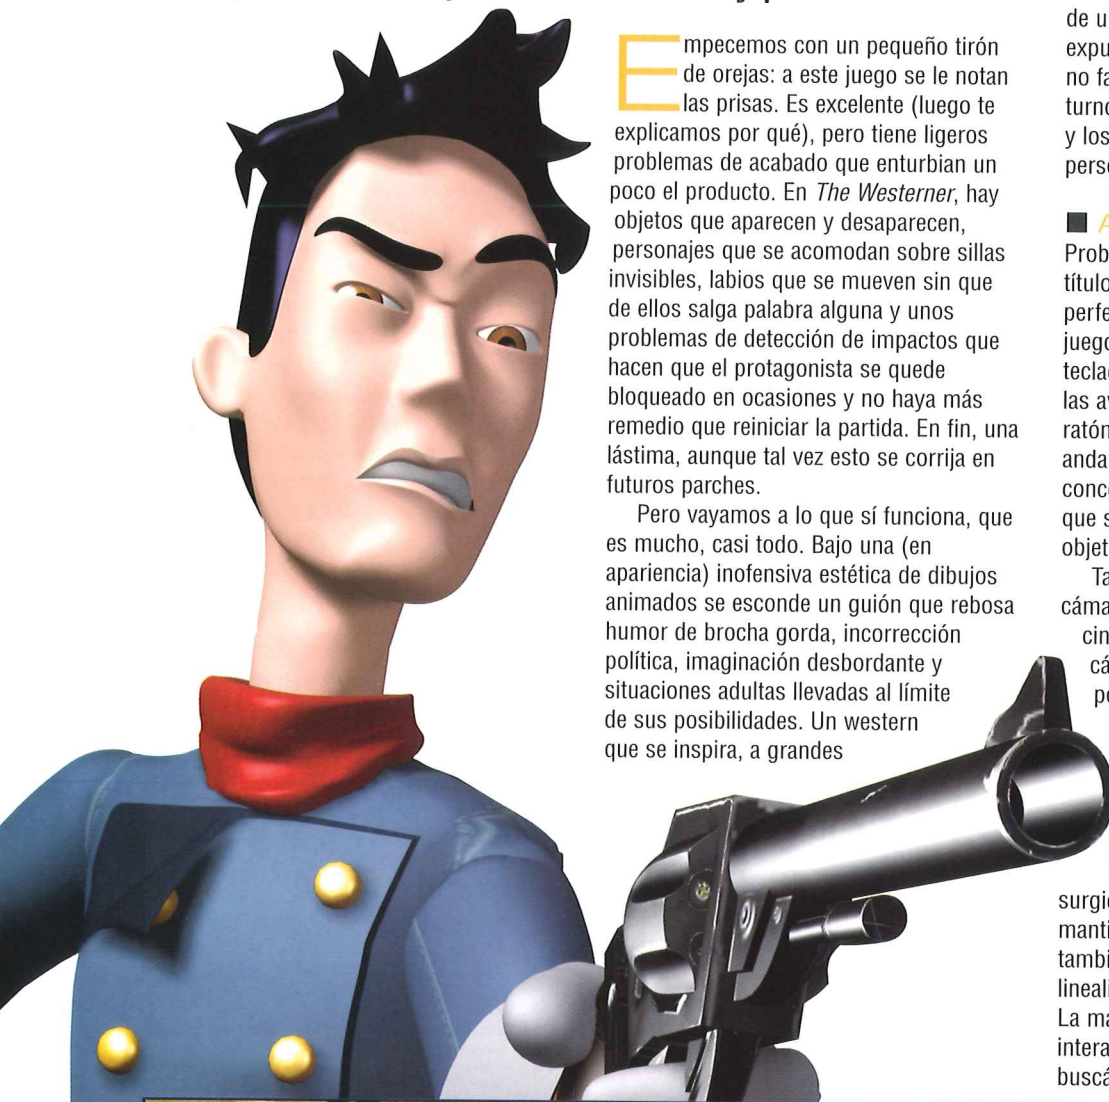 Empecemos con un pequeño tirón
de orejas: a este juego se le notan
las prisas. Es excelente (luego te
explicamos por qué), pero tiene ligeros
problemas de acabado que enturbian un
poco el producto. En The Westerner, hay
objetos que aparecen y desaparecen,
personajes que se acomodan sobre sillas
invisibles, labios que se mueven sin que
de ellos salga palabra alguna y unos
problemas de detección de impactos que
hacen que el protagonista se quede
bloqueado en ocasiones y no haya más
remedio que reiniciar la partida. En fin, una
lástima, aunque tal vez esto se corrija en
futuros parches.
Pero vayamos a lo que sí funciona, que
es mucho, casi todo. Bajo una (en
apariencia) inofensiva estética de dibujos
animados se esconde un guión que rebosa
humor de brocha gorda, incorrección
política, imaginación desbordante y
situaciones adultas llevadas al límite
de sus posibilidades. Un western
que se inspira, a grandes
de u
expu
no fa
turno
y los
perso
A
Prob
título
perfe
juego
tecla
las a
ratón
anda
conc
que s
objet
Ta
cáma
cin
cá
po
surgi
manti
tambi
lineali
La ma
intera
buscá